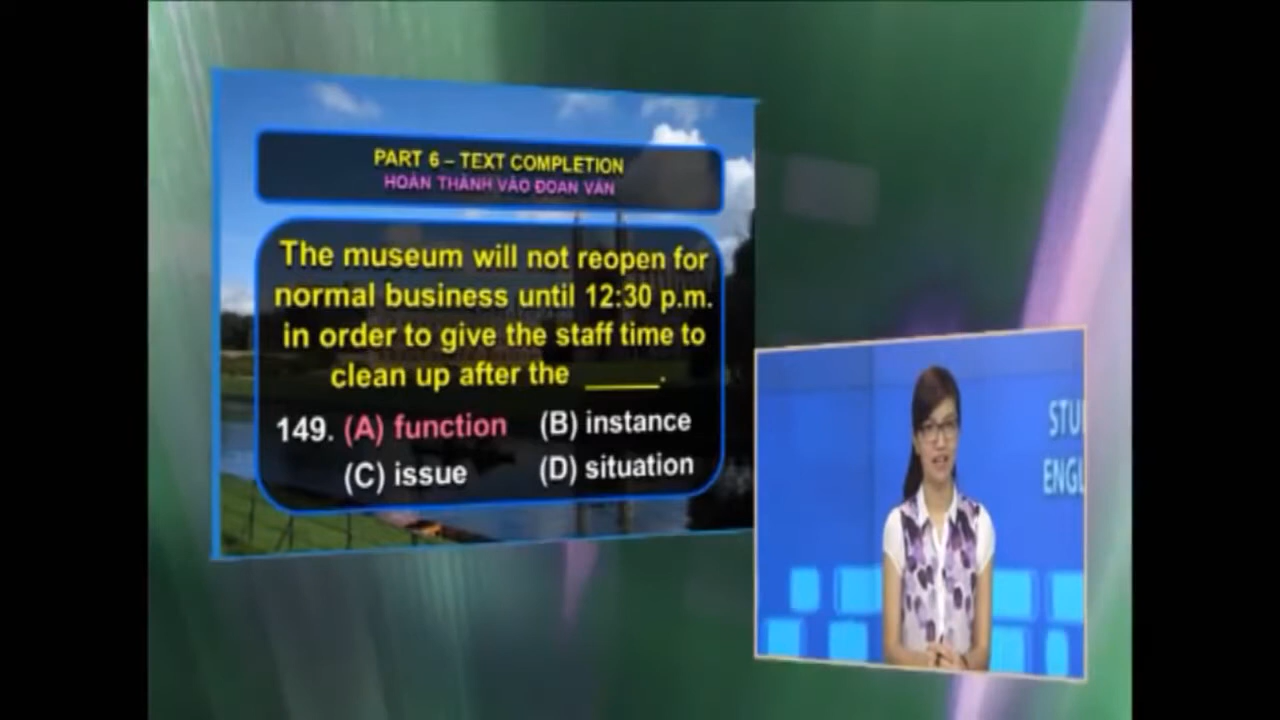 PART 6 – TEXT COMPLETION
HOÀN THÀNH VÀO ĐOẠN VĂN
The museum will not reopen for
normal business until 12:30 p.m.
in order to give the staff time to
clean up after the _____.
149. (A) function (B) instance
(C) issue (D) situation
STU
ENGL